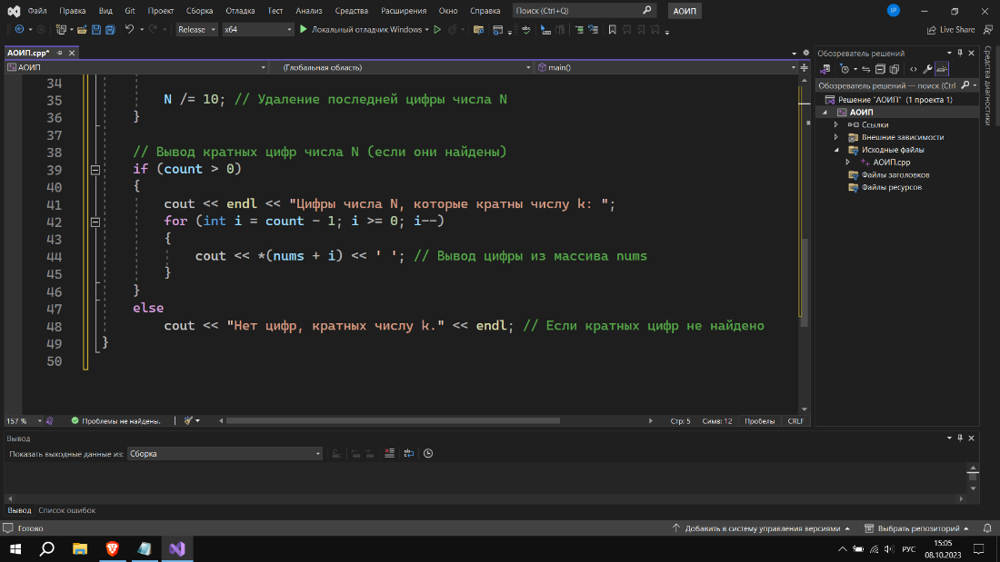 Файл Правка Вид Git Проект Сборка Отладка Тест Анализ Средства Расширения Окно Справка Поиск (Ctrl+Q) АОИП IP
Release x64 Локальный отладчик Windows Live Share
АОИП.cpp*
АОИП (Глобальная область) main()
34
35 N /= 10; // Удаление последней цифры числа N
36 }
37
38 // Вывод кратных цифр числа N (если они найдены)
39 if (count > 0)
40 {
41 cout << endl << "Цифры числа N, которые кратны числу k: ";
42 for (int i = count - 1; i >= 0; i--)
43 {
44 cout << *(nums + i) << ' '; // Вывод цифры из массива nums
45 }
46 }
47 else
48 cout << "Нет цифр, кратных числу k." << endl; // Если кратных цифр не найдено
49 }
50
157 % Проблемы не найдены. Стр: 5 Симв: 12 Пробелы CRLF
Обозреватель решений
Обозреватель решений — поиск (Ctrl
Решение "АОИП" (1 проекта 1)
АОИП
Ссылки
Внешние зависимости
Исходные файлы
АОИП.cpp
Файлы заголовков
Файлы ресурсов
Средства диагностики
Вывод
Показать выходные данные из: Сборка
Вывод Список ошибок
Готово Добавить в систему управления версиями Выбрать репозиторий
РУС 15:05
08.10.2023